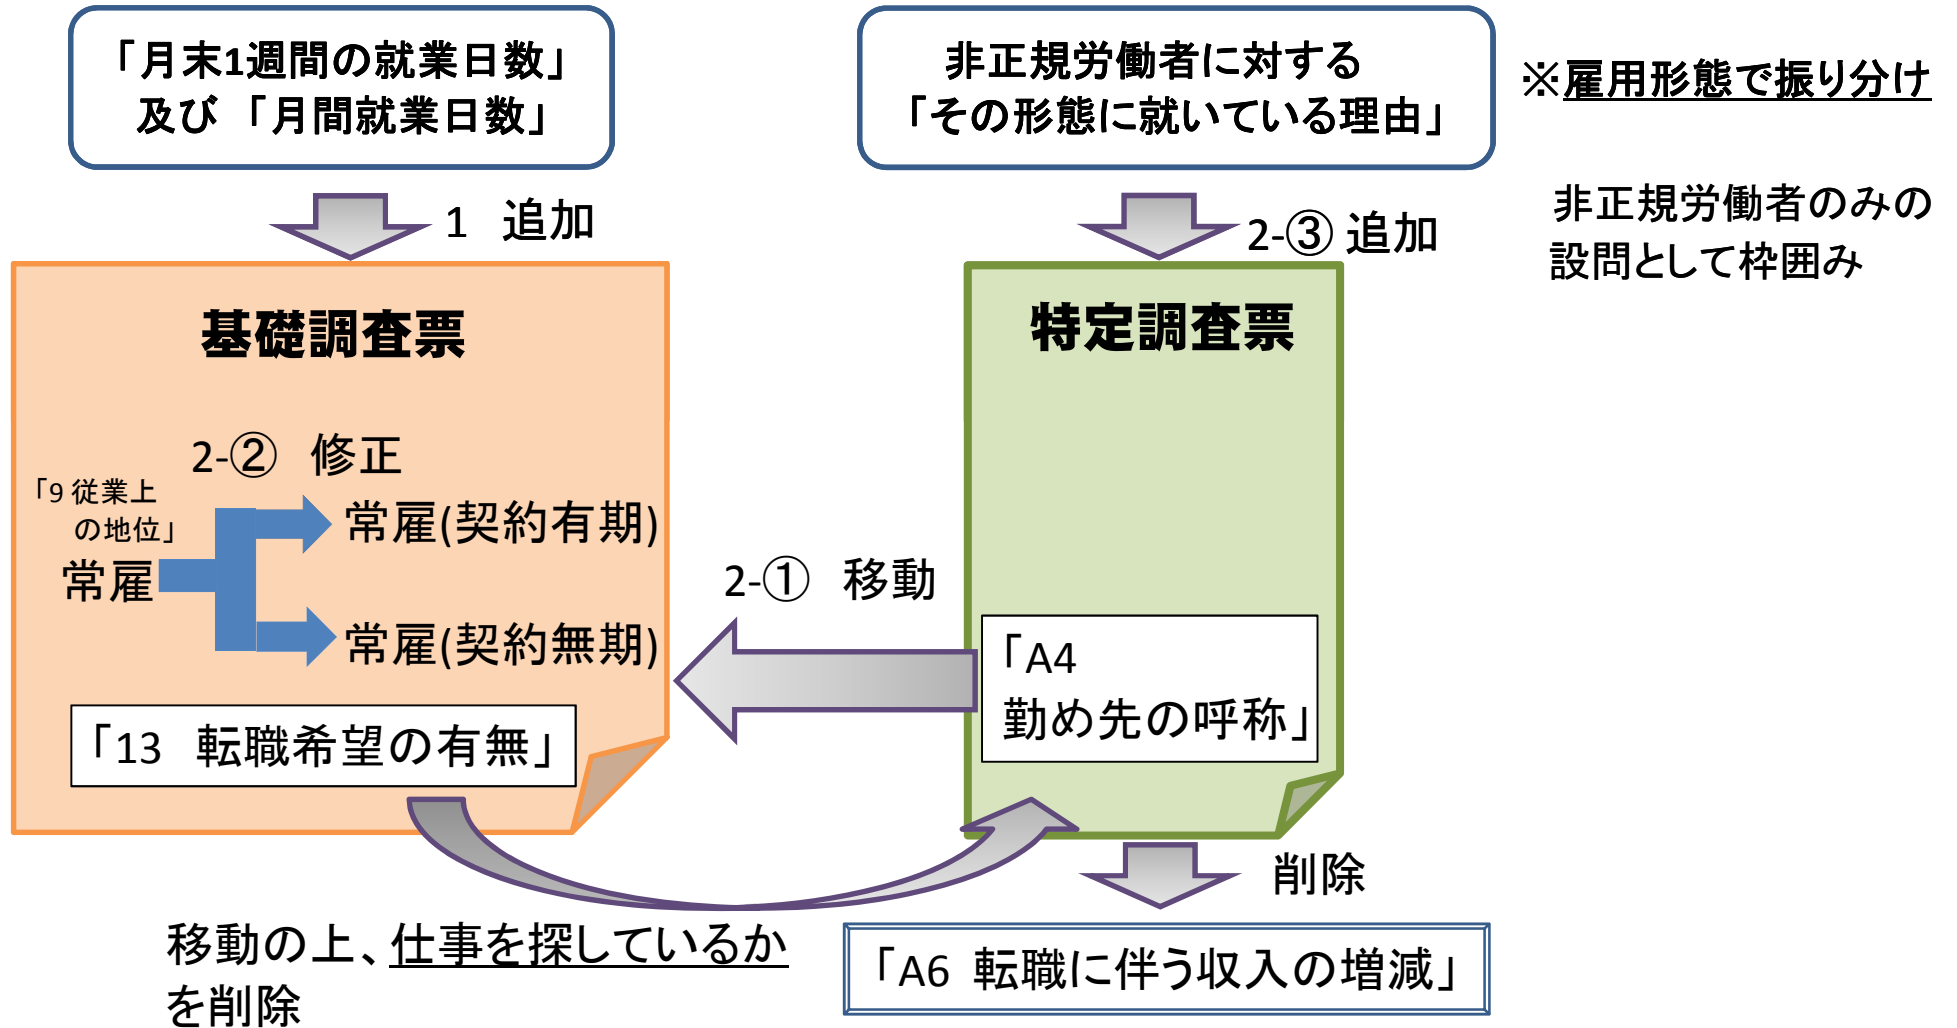 「月末1週間の就業日数」
及び 「月間就業日数」
非正規労働者に対する
「その形態に就いている理由」
※雇用形態で振り分け
非正規労働者のみの
設問として枠囲み
1 追加
2-③ 追加
基礎調査票
特定調査票
2-② 修正
「9 従業上
の地位」
常雇
常雇(契約有期)
常雇(契約無期)
2-① 移動
「A4
勤め先の呼称」
「13 転職希望の有無」
削除
移動の上、仕事を探しているか
を削除
「A6 転職に伴う収入の増減」